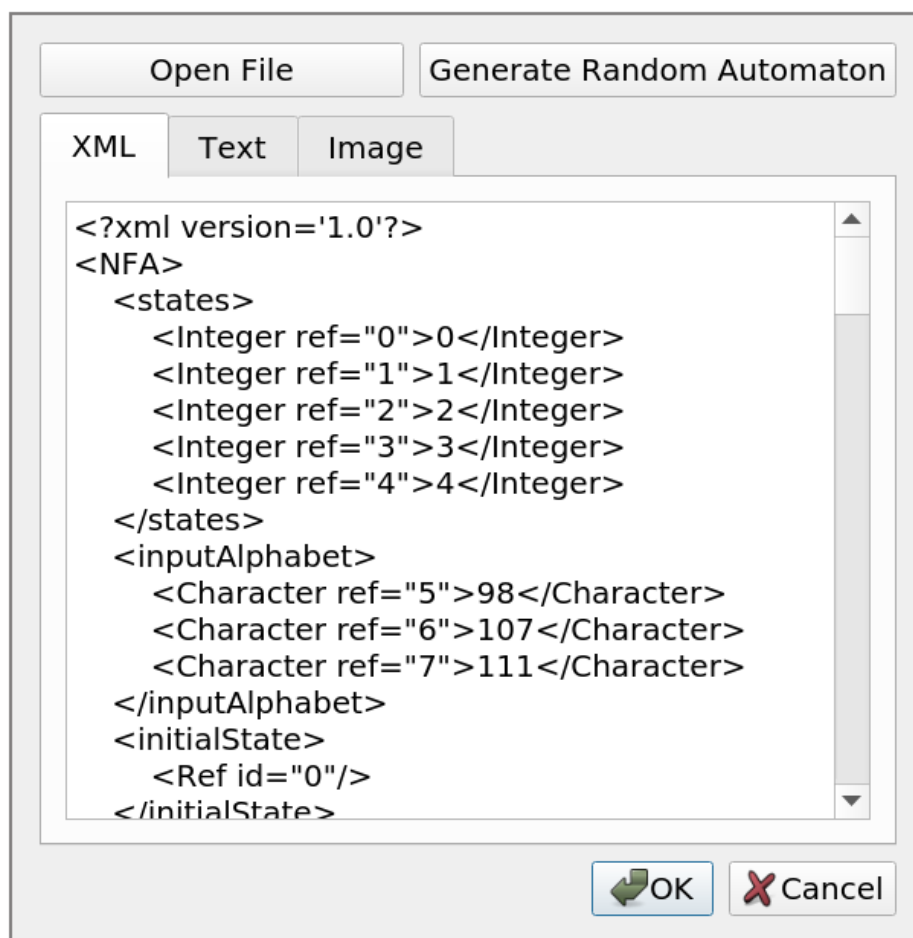 Open File
Generate Random Automaton
XML
Text
Image
<?xml version='1.0'?>
<NFA>
<states>
<Integer ref="0">0</Integer>
<Integer ref="1">1</Integer>
<Integer ref="2">2</Integer>
<Integer ref="3">3</Integer>
<Integer ref="4">4</Integer>
</states>
<inputAlphabet>
<Character ref="5">98</Character>
<Character ref="6">107</Character>
<Character ref="7">111</Character>
</inputAlphabet>
<initialState>
<Ref id="0"/>
</initialState>
OK
Cancel